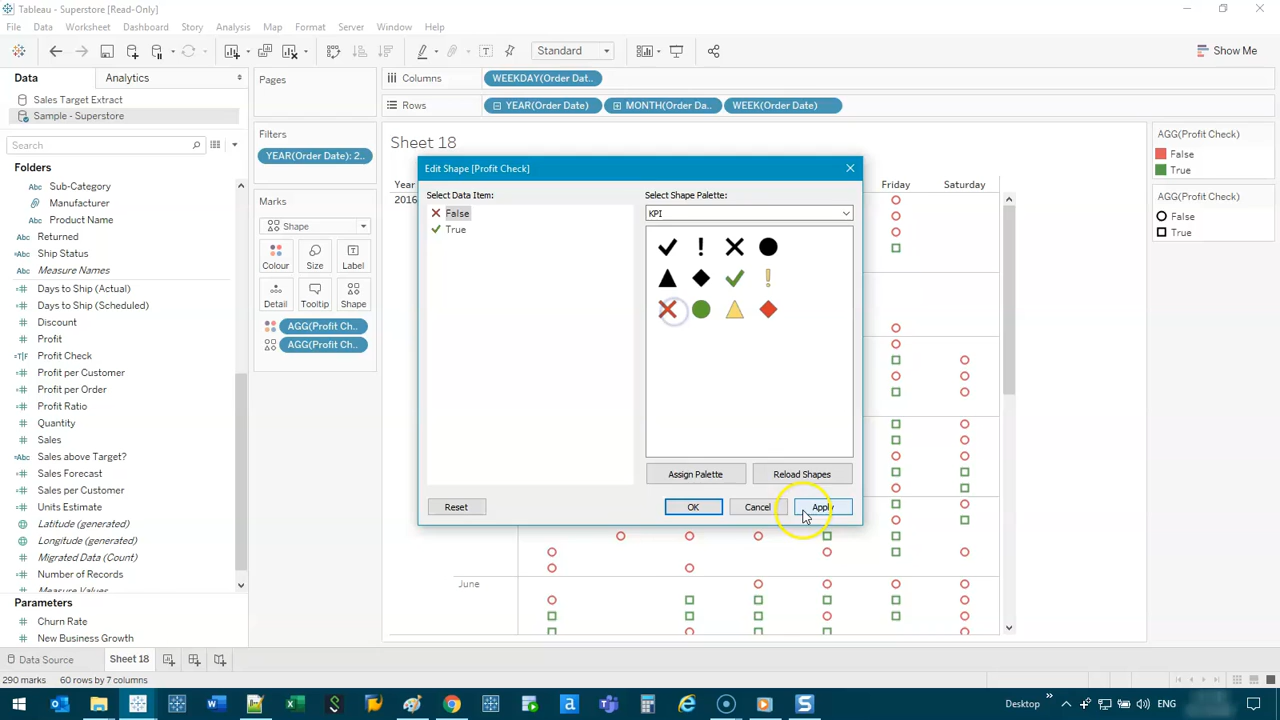 Tableau - Superstore [Read-Only]
File Data Worksheet Dashboard Story Analysis Map Format Server Window Help
Standard
Show Me
Data Analytics
Sales Target Extract
Sample - Superstore
Search
Folders
Abc Sub-Category
Manufacturer
Abc Product Name
Abc Returned
Abc Ship Status
Abc Measure Names
Days to Ship (Actual)
Days to Ship (Scheduled)
Discount
Profit
T|F Profit Check
Profit per Customer
Profit per Order
Profit Ratio
Quantity
Sales
Abc Sales above Target?
Sales Forecast
Sales per Customer
Units Estimate
Latitude (generated)
Longitude (generated)
Migrated Data (Count)
Number of Records
Measure Values
Parameters
Churn Rate
New Business Growth
Pages
Filters
YEAR(Order Date): 2..
Marks
Shape
Colour Size Label
Detail Tooltip Shape
AGG(Profit Ch..
AGG(Profit Ch..
Columns WEEKDAY(Order Dat..
Rows YEAR(Order Date) MONTH(Order Da.. WEEK(Order Date)
Sheet 18
Year
2016
Friday Saturday
June
Edit Shape [Profit Check]
Select Data Item:
False
True
Select Shape Palette:
KPI
Assign Palette Reload Shapes
Reset OK Cancel Apply
AGG(Profit Check)
False
True
AGG(Profit Check)
False
True
Data Source Sheet 18
290 marks 60 rows by 7 columns
Desktop ENG